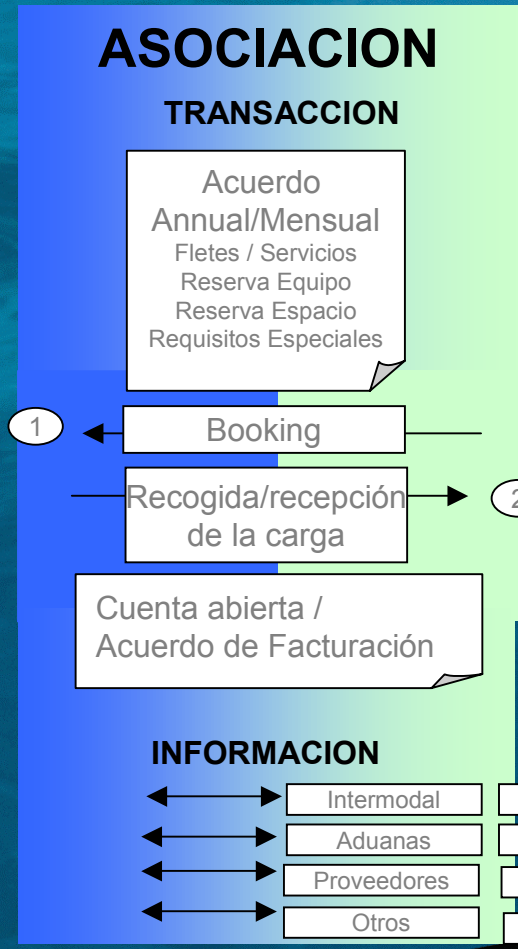 ASOCIACION
TRANSACCION
Acuerdo
Annual/Mensual
Fletes / Servicios
Reserva Equipo
Reserva Espacio
Requisitos Especiales
1
Booking
Recogida/recepción
de la carga
2
Cuenta abierta /
Acuerdo de Facturación
INFORMACION
Intermodal
Aduanas
Proveedores
Otros